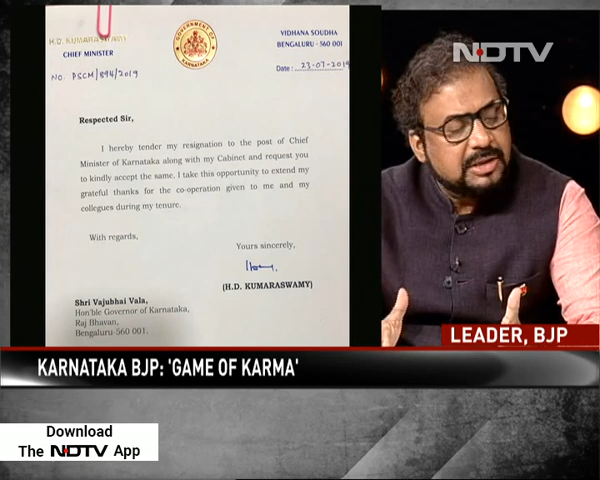 H.D. KUMARASWAMY
CHIEF MINISTER
NO: PSCM/894/2019
GOVERNMENT OF
KARNATAKA
VIDHANA SOUDHA
BENGALURU - 560 001
Date : 23-07-2019
Respected Sir,
I hereby tender my resignation to the post of Chief
Minister of Karnataka along with my Cabinet and request you
to kindly accept the same. I take this opportunity to extend my
grateful thanks for the co-operation given to me and my
collegues during my tenure.
With regards,
Yours sincerely,
(H.D. KUMARASWAMY)
Shri Vajubhai Vala,
Hon'ble Governor of Karnataka,
Raj Bhavan,
Bengaluru-560 001.
NDTV
LEADER, BJP
KARNATAKA BJP: 'GAME OF KARMA'
Download
The NDTV App